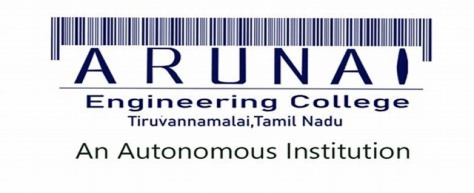 ARUNAI
Engineering College
Tiruvannamalai,Tamil Nadu
An Autonomous Institution